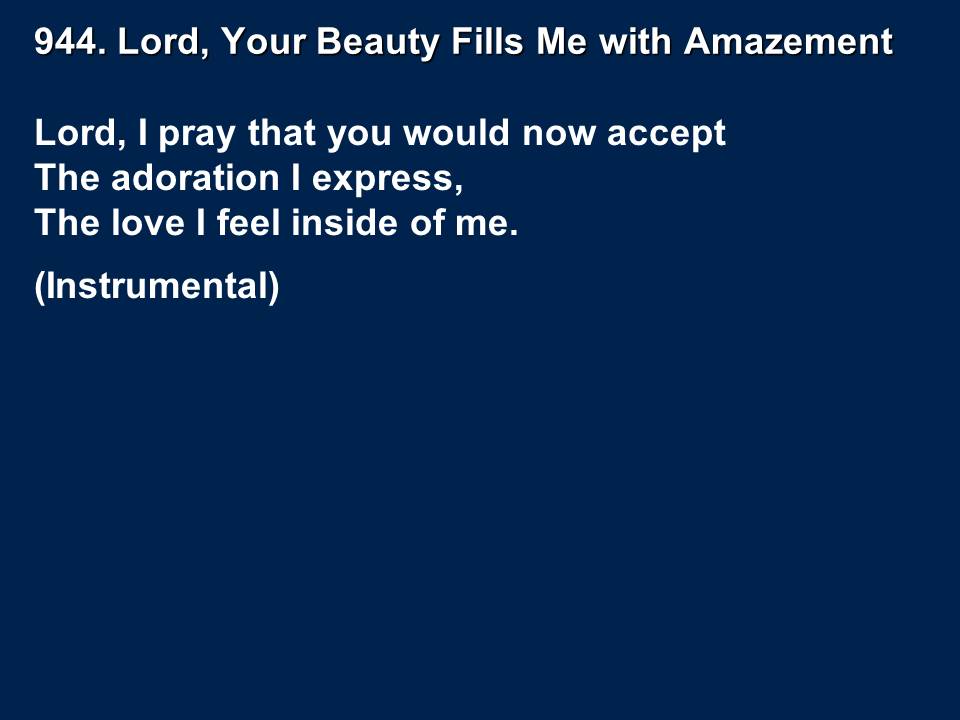 944. Lord, Your Beauty Fills Me with Amazement
Lord, I pray that you would now accept
The adoration I express,
The love I feel inside of me.
(Instrumental)